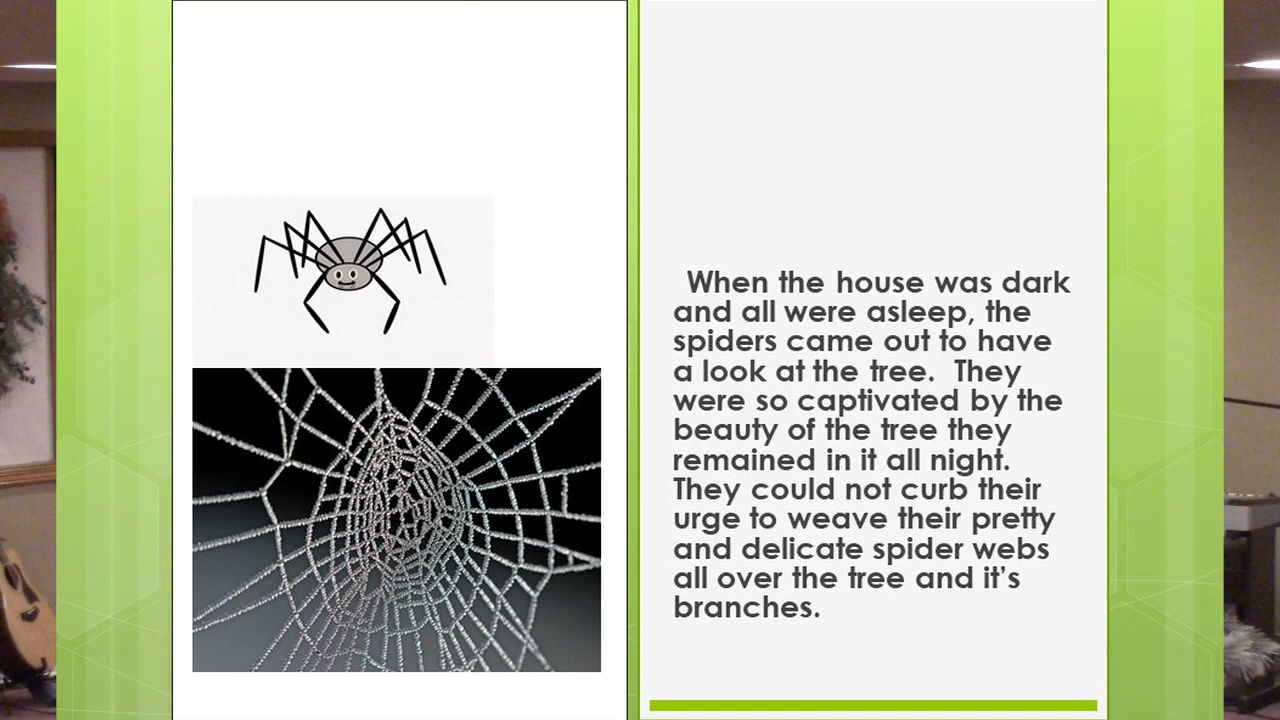 When the house was dark
and all were asleep, the
spiders came out to have
a look at the tree.  They
were so captivated by the
beauty of the tree they
remained in it all night.
They could not curb their
urge to weave their pretty
and delicate spider webs
all over the tree and it’s
branches.